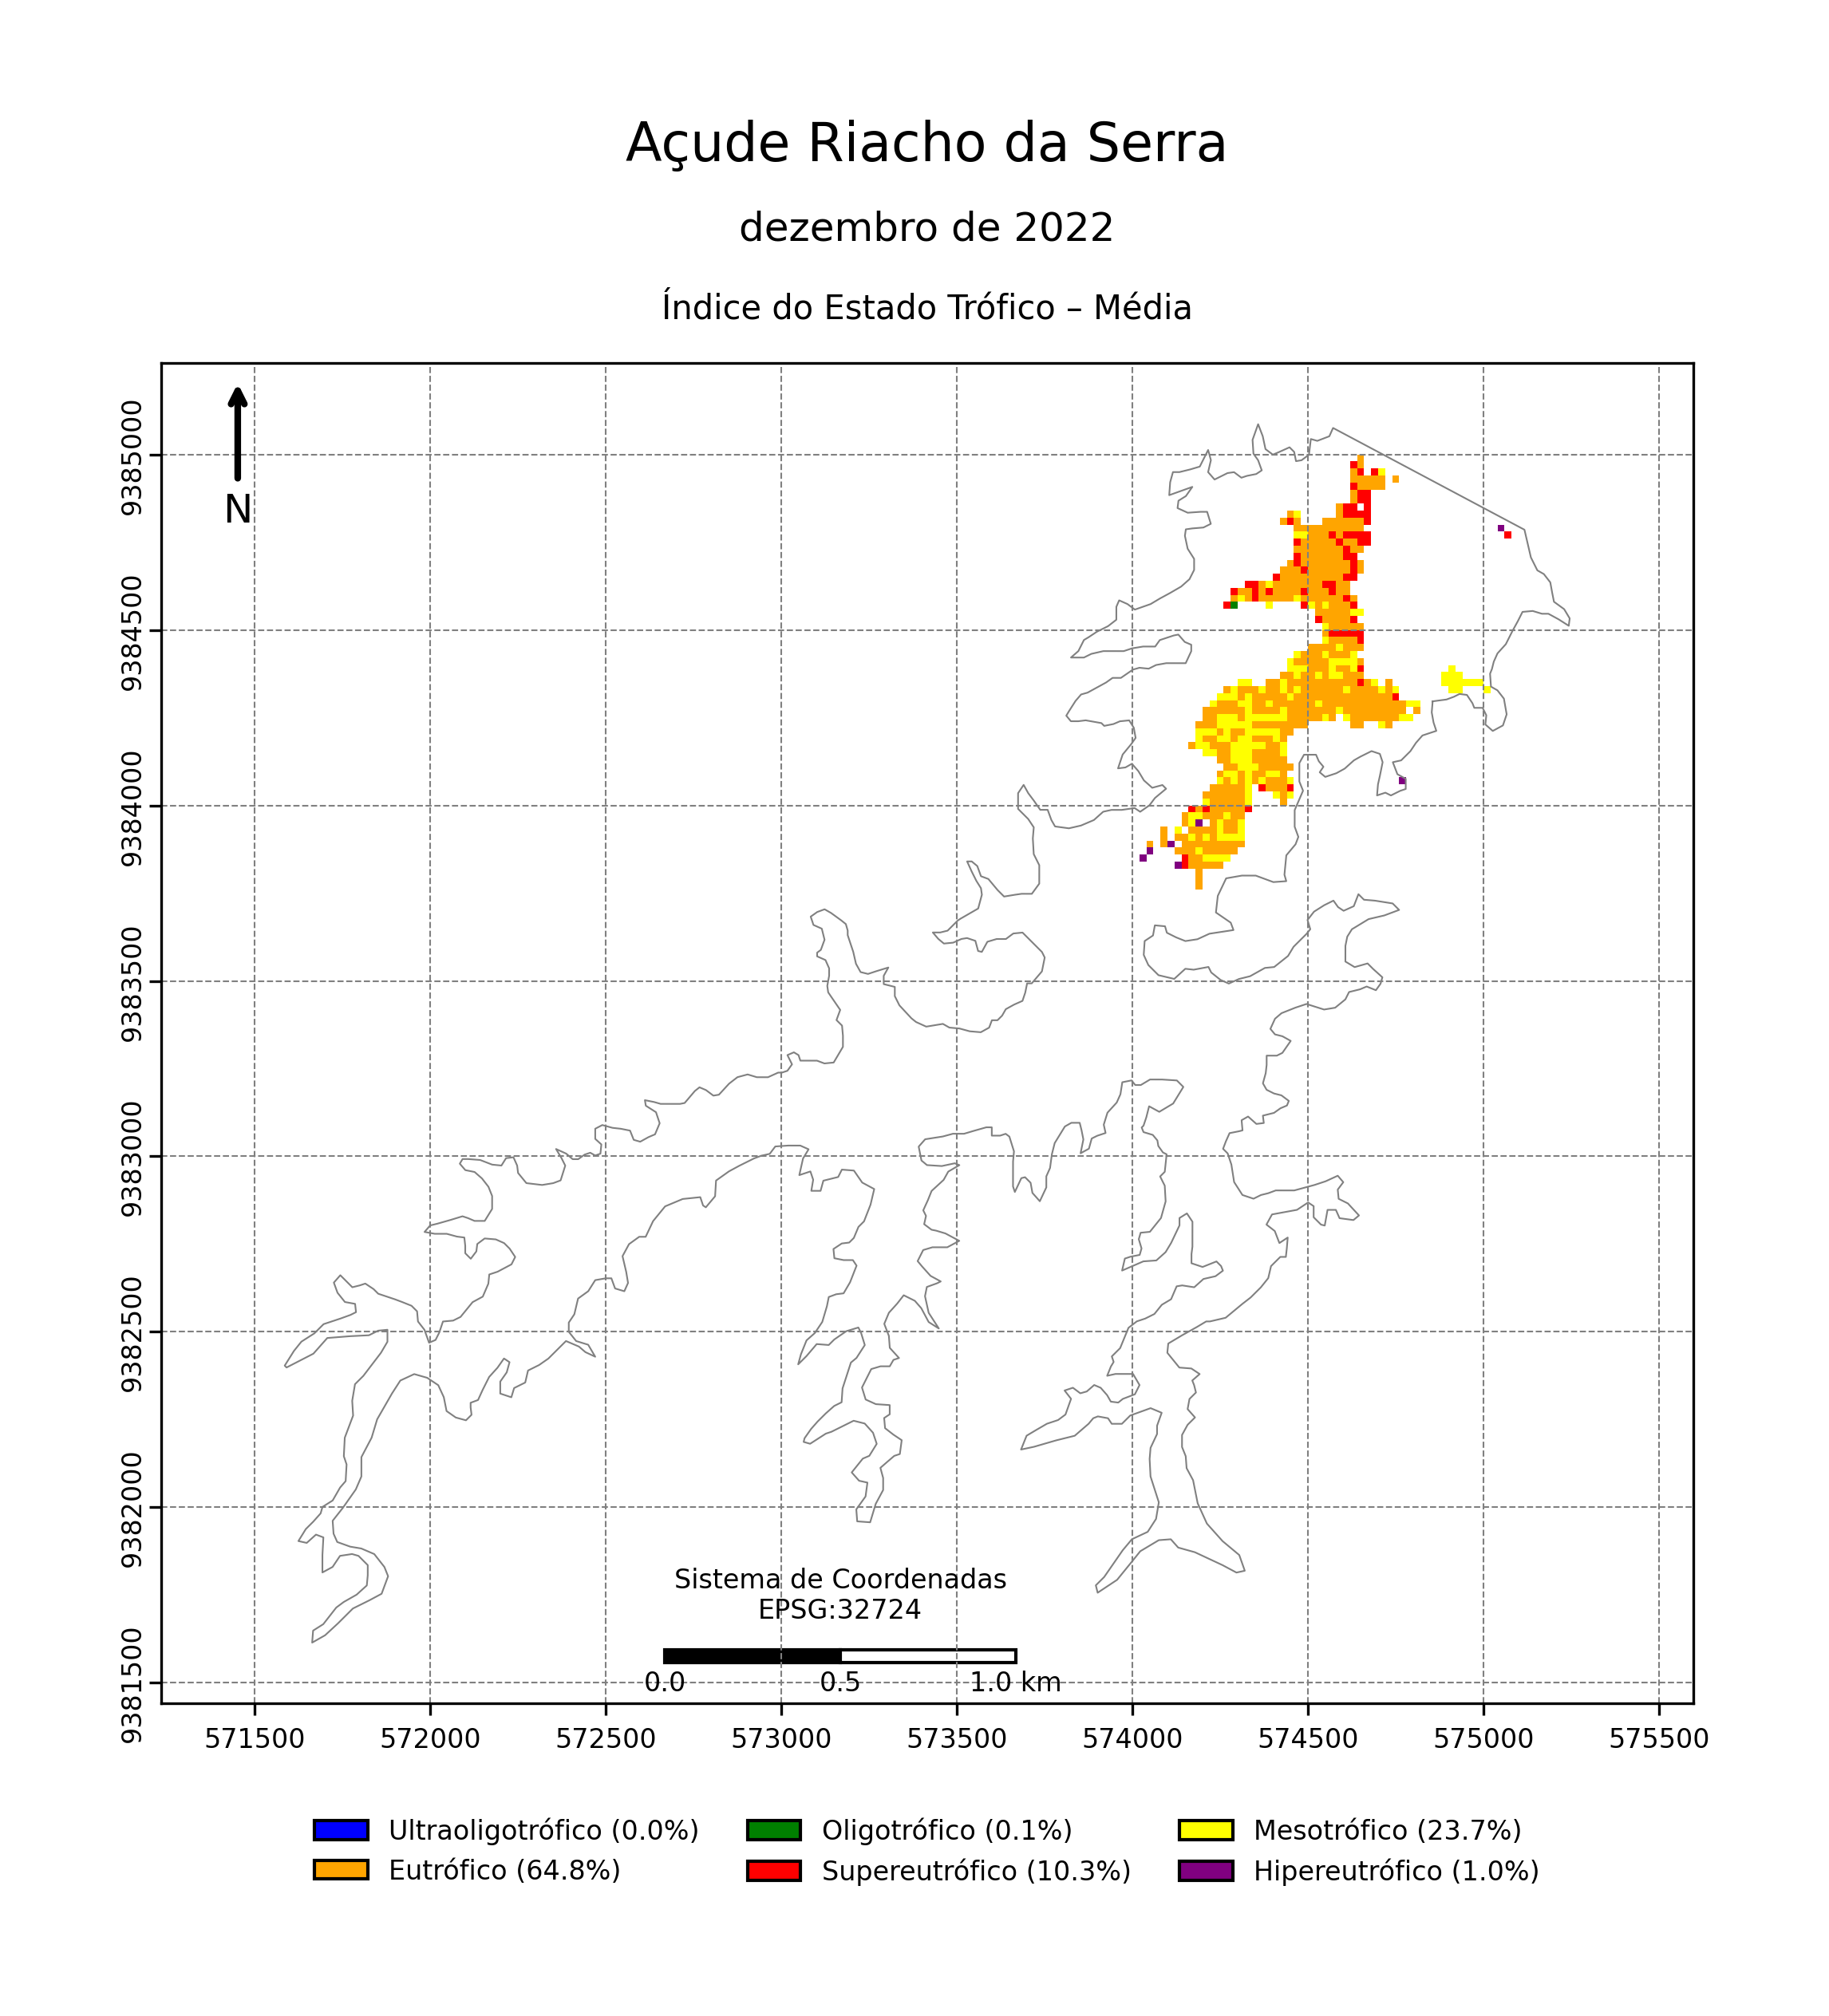 Açude Riacho da Serra
dezembro de 2022
Índice do Estado Trófico – Média
N
9385000
9384500
9384000
9383500
9383000
9382500
9382000
9381500
Sistema de Coordenadas
EPSG:32724
0.0 0.5 1.0 km
571500 572000 572500 573000 573500 574000 574500 575000 575500
Ultraoligotrófico (0.0%) Oligotrófico (0.1%) Mesotrófico (23.7%)
Eutrófico (64.8%) Supereutrófico (10.3%) Hipereutrófico (1.0%)